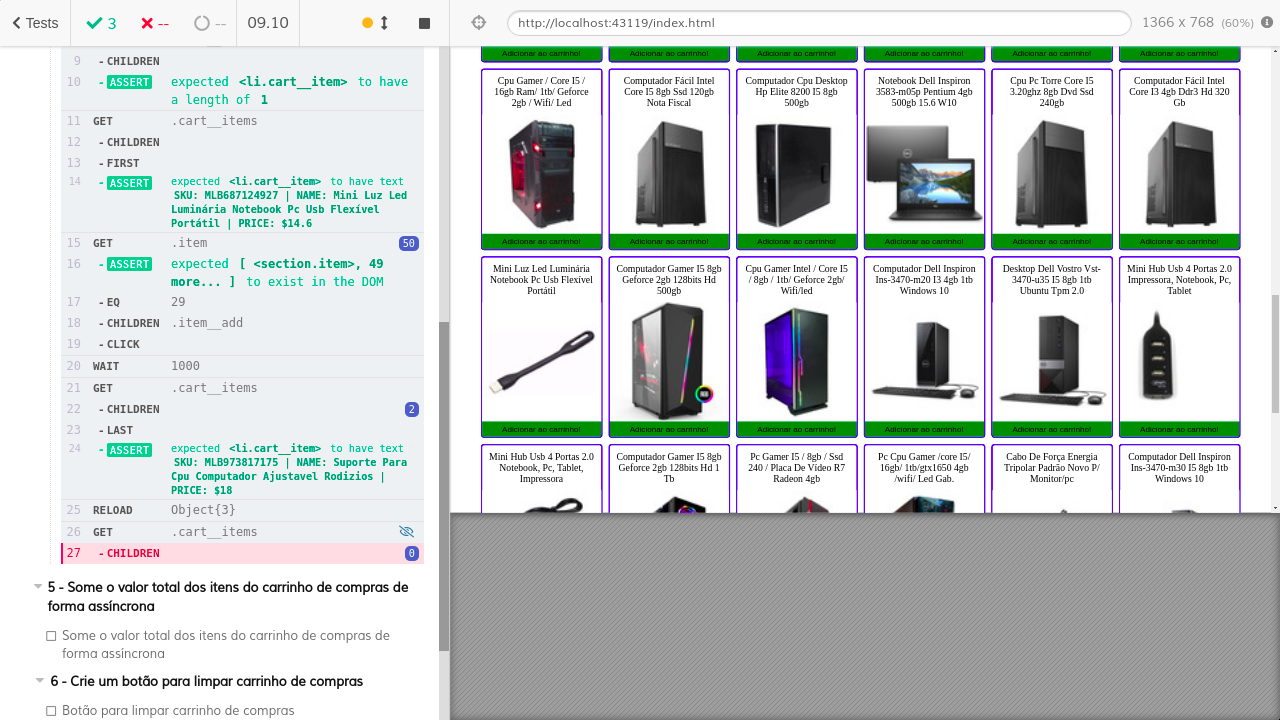 Tests
3
--
--
09.10
http://localhost:43119/index.html
1366 x 768 (60%)
9 - CHILDREN
10 - ASSERT expected <li.cart__item> to have
a length of 1
11 GET .cart__items
12 - CHILDREN
13 - FIRST
14 - ASSERT expected <li.cart__item> to have text
SKU: MLB687124927 | NAME: Mini Luz Led
Luminária Notebook Pc Usb Flexível
Portátil | PRICE: $14.6
15 GET .item 50
16 - ASSERT expected [ <section.item>, 49
more... ] to exist in the DOM
17 - EQ 29
18 - CHILDREN .item__add
19 - CLICK
20 WAIT 1000
21 GET .cart__items
22 - CHILDREN 2
23 - LAST
24 - ASSERT expected <li.cart__item> to have text
SKU: MLB973817175 | NAME: Suporte Para
Cpu Computador Ajustavel Rodizios |
PRICE: $18
25 RELOAD Object{3}
26 GET .cart__items
27 - CHILDREN 0
5 - Some o valor total dos itens do carrinho de compras de
forma assíncrona
Some o valor total dos itens do carrinho de compras de
forma assíncrona
6 - Crie um botão para limpar carrinho de compras
Botão para limpar carrinho de compras
Adicionar ao carrinho!
Adicionar ao carrinho!
Adicionar ao carrinho!
Adicionar ao carrinho!
Adicionar ao carrinho!
Adicionar ao carrinho!
Cpu Gamer / Core I5 /
16gb Ram/ 1tb/ Geforce
2gb / Wifi/ Led
Adicionar ao carrinho!
Computador Fácil Intel
Core I5 8gb Ssd 120gb
Nota Fiscal
Adicionar ao carrinho!
Computador Cpu Desktop
Hp Elite 8200 I5 8gb
500gb
Adicionar ao carrinho!
Notebook Dell Inspiron
3583-m05p Pentium 4gb
500gb 15.6 W10
Adicionar ao carrinho!
Cpu Pc Torre Core I5
3.20ghz 8gb Dvd Ssd
240gb
Adicionar ao carrinho!
Computador Fácil Intel
Core I3 4gb Ddr3 Hd 320
Gb
Adicionar ao carrinho!
Mini Luz Led Luminária
Notebook Pc Usb Flexível
Portátil
Adicionar ao carrinho!
Computador Gamer I5 8gb
Geforce 2gb 128bits Hd
500gb
Adicionar ao carrinho!
Cpu Gamer Intel / Core I5
/ 8gb / 1tb/ Geforce 2gb/
Wifi/led
Adicionar ao carrinho!
Computador Dell Inspiron
Ins-3470-m20 I3 4gb 1tb
Windows 10
Adicionar ao carrinho!
Desktop Dell Vostro Vst-
3470-u35 I5 8gb 1tb
Ubuntu Tpm 2.0
Adicionar ao carrinho!
Mini Hub Usb 4 Portas 2.0
Impressora, Notebook, Pc,
Tablet
Adicionar ao carrinho!
Mini Hub Usb 4 Portas 2.0
Notebook, Pc, Tablet,
Impressora
Computador Gamer I5 8gb
Geforce 2gb 128bits Hd 1
Tb
Pc Gamer I5 / 8gb / Ssd
240 / Placa De Vídeo R7
Radeon 4gb
Pc Cpu Gamer /core I5/
16gb/ 1tb/gtx1650 4gb
/wifi/ Led Gab.
Cabo De Força Energia
Tripolar Padrão Novo P/
Monitor/pc
Computador Dell Inspiron
Ins-3470-m30 I5 8gb 1tb
Windows 10